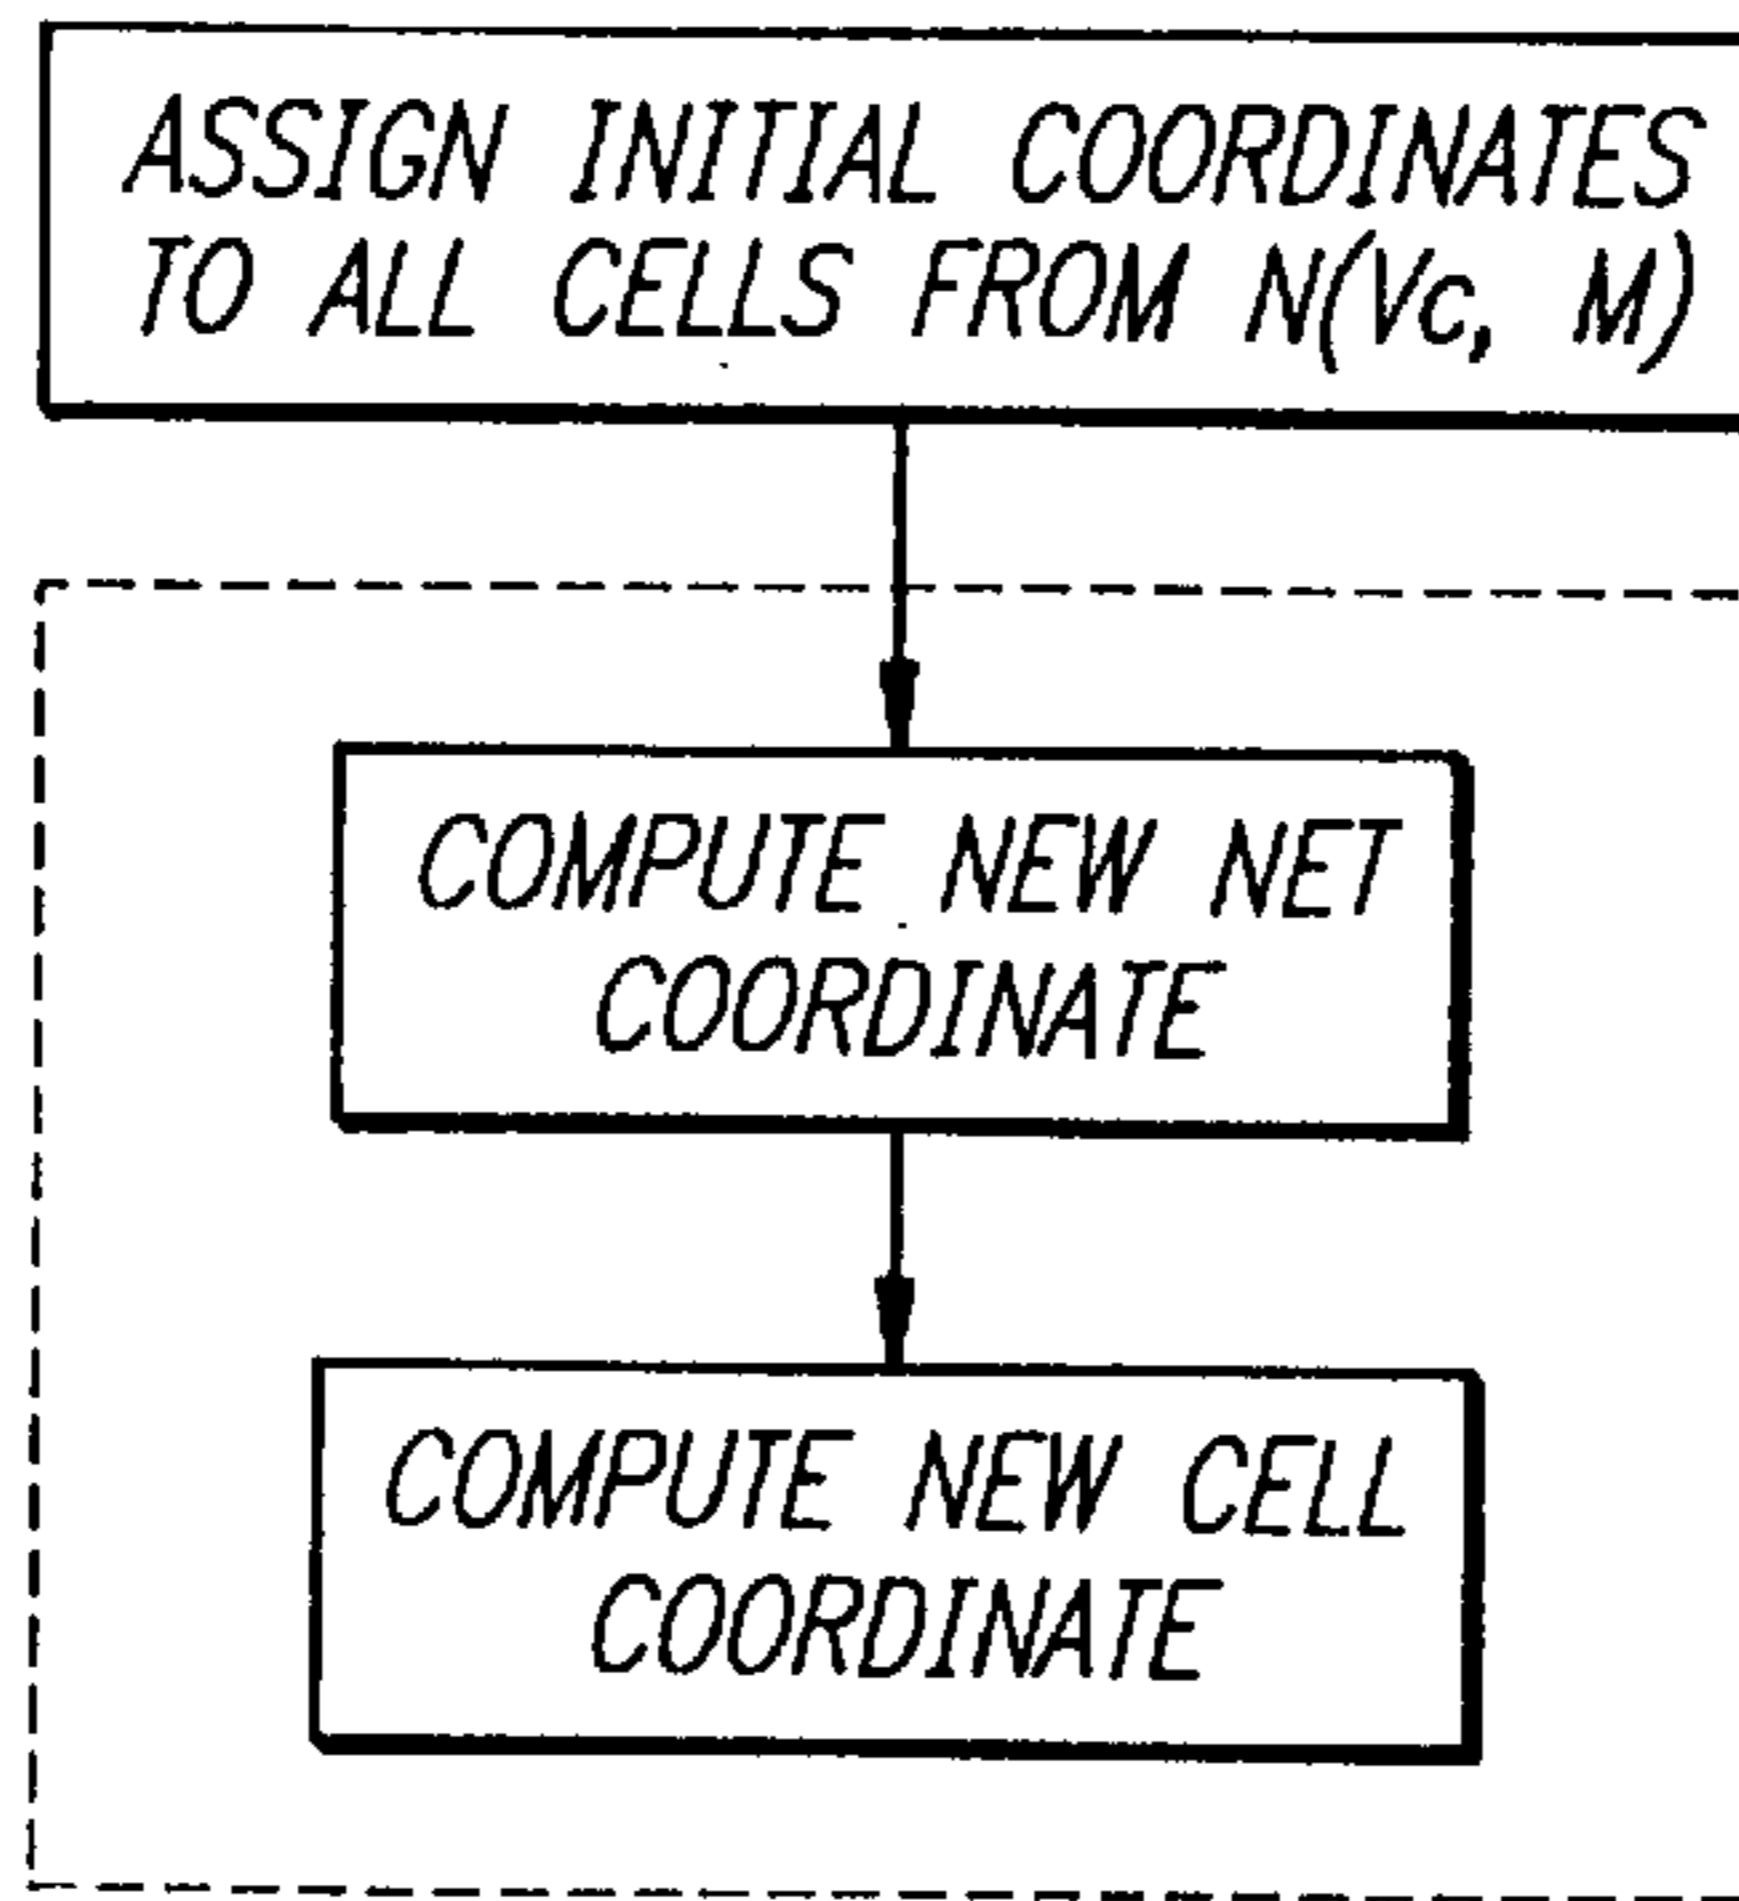 ASSIGN INITIAL COORDINATES
TO ALL CELLS FROM N(Vc, M)
COMPUTE NEW NET
COORDINATE
COMPUTE NEW CELL
COORDINATE